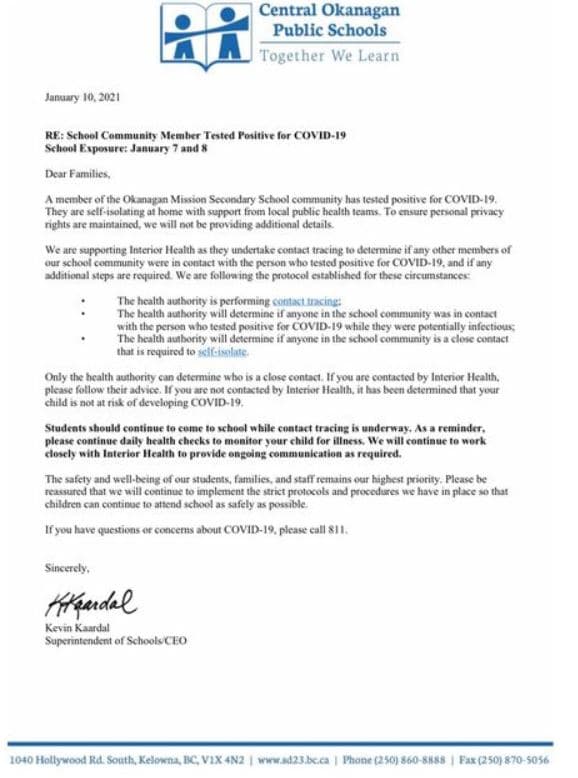 Central Okanagan
Public Schools
Together We Learn
January 10, 2021
RE: School Community Member Tested Positive for COVID-19
School Exposure: January 7 and 8
Dear Families,
A member of the Okanagan Mission Secondary School community has tested positive for COVID-19.
They are self-isolating at home with support from local public health teams. To ensure personal privacy
rights are maintained, we will not be providing additional details.
We are supporting Interior Health as they undertake contact tracing to determine if any other members of
our school community were in contact with the person who tested positive for COVID-19, and if any
additional steps are required. We are following the protocol established for these circumstances:
• The health authority is performing contact tracing;
• The health authority will determine if anyone in the school community was in contact
with the person who tested positive for COVID-19 while they were potentially infectious;
• The health authority will determine if anyone in the school community is a close contact
that is required to self-isolate.
Only the health authority can determine who is a close contact. If you are contacted by Interior Health,
please follow their advice. If you are not contacted by Interior Health, it has been determined that your
child is not at risk of developing COVID-19.
Students should continue to come to school while contact tracing is underway. As a reminder,
please continue daily health checks to monitor your child for illness. We will continue to work
closely with Interior Health to provide ongoing communication as required.
The safety and well-being of our students, families, and staff remains our highest priority. Please be
reassured that we will continue to implement the strict protocols and procedures we have in place so that
children can continue to attend school as safely as possible.
If you have questions or concerns about COVID-19, please call 811.
Sincerely,
KKaardal
Kevin Kaardal
Superintendent of Schools/CEO
1040 Hollywood Rd. South, Kelowna, BC, V1X 4N2 | www.sd23.bc.ca | Phone (250) 860-8888 | Fax (250) 870-5056